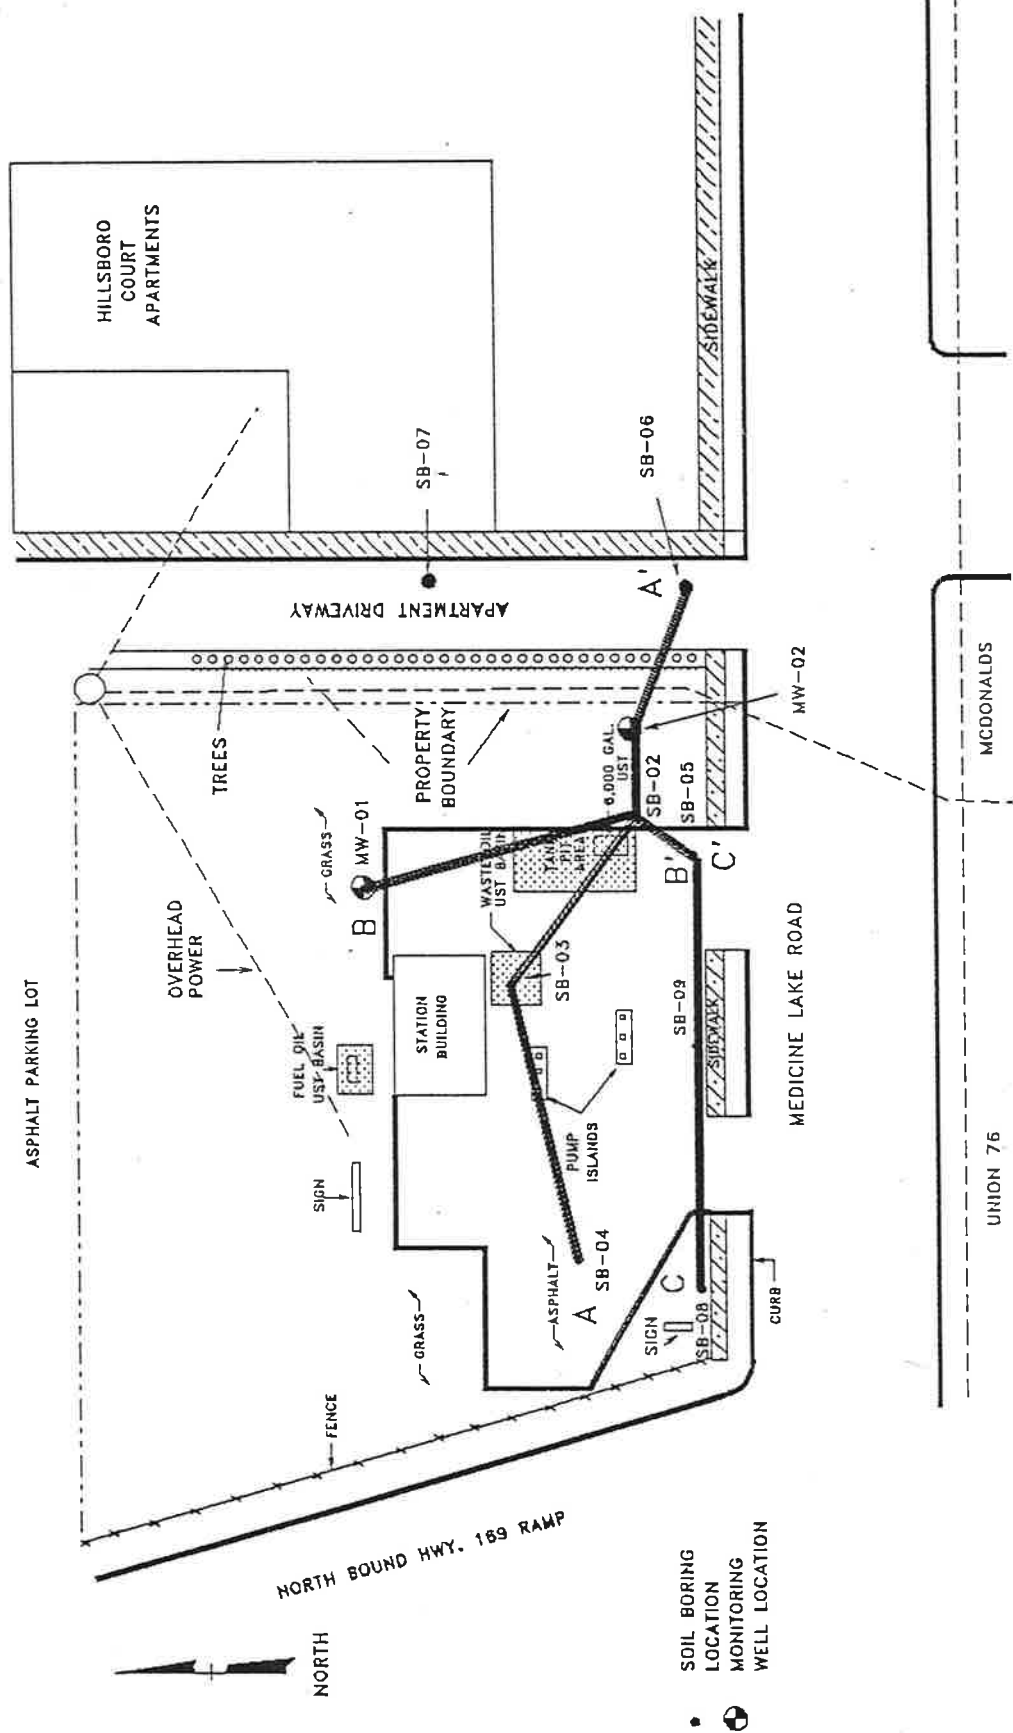 HILLSBORO
COURT
APARTMENTS
SIDEWALK
SB-07
SB-06
APARTMENT DRIVEWAY
A'
TREES
PROPERTY
BOUNDARY
MW-02
6,000 GAL.
UST
SB-02
SB-05
MCDONALDS
GRASS
MW-01
B
WASTE OIL
UST BASIN
TANK
PIT
AREA
B'
C'
OVERHEAD
POWER
ASPHALT PARKING LOT
STATION
BUILDING
SB-03
SB-09
SIDEWALK
MEDICINE LAKE ROAD
FUEL OIL
UST BASIN
PUMP
ISLANDS
SIGN
UNION 76
ASPHALT
SB-04
A
C
SIGN
SB-08
CURB
GRASS
FENCE
NORTH BOUND HWY. 169 RAMP
NORTH
SOIL BORING
LOCATION
MONITORING
WELL LOCATION